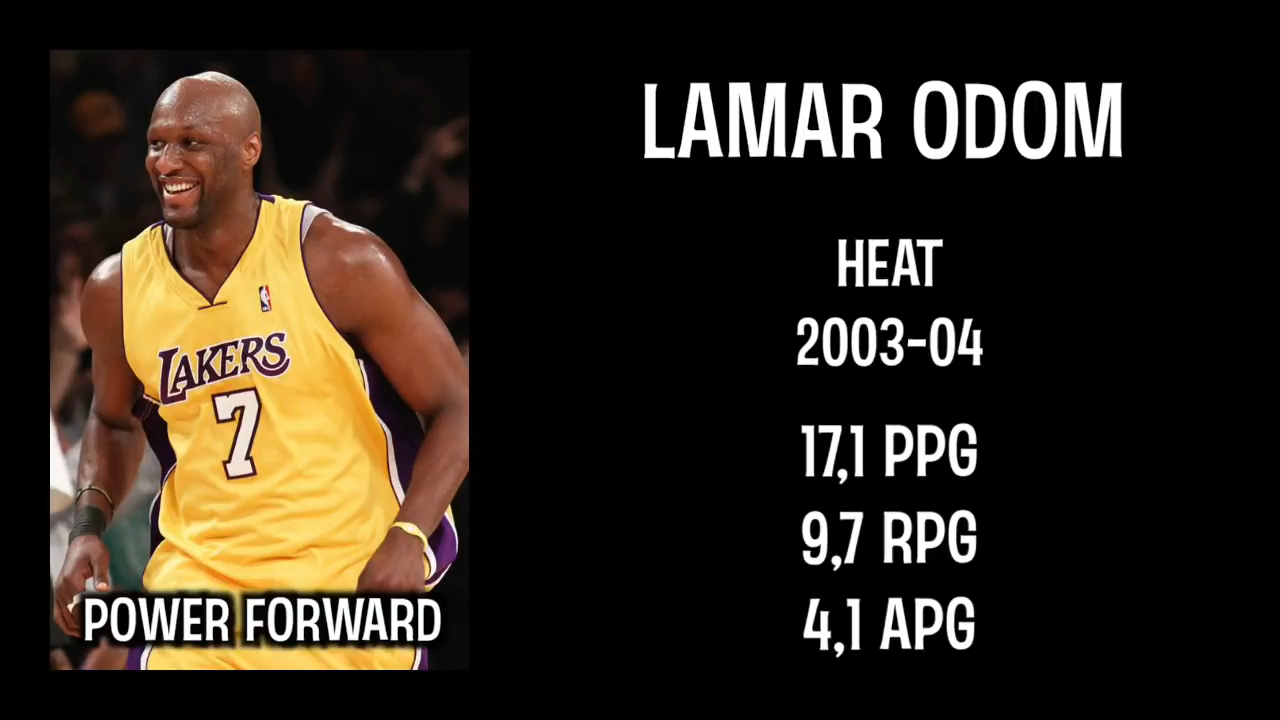 LAMAR ODOM
HEAT
2003-04
17,1 PPG
9,7 RPG
4,1 APG
LAKERS
7
POWER FORWARD